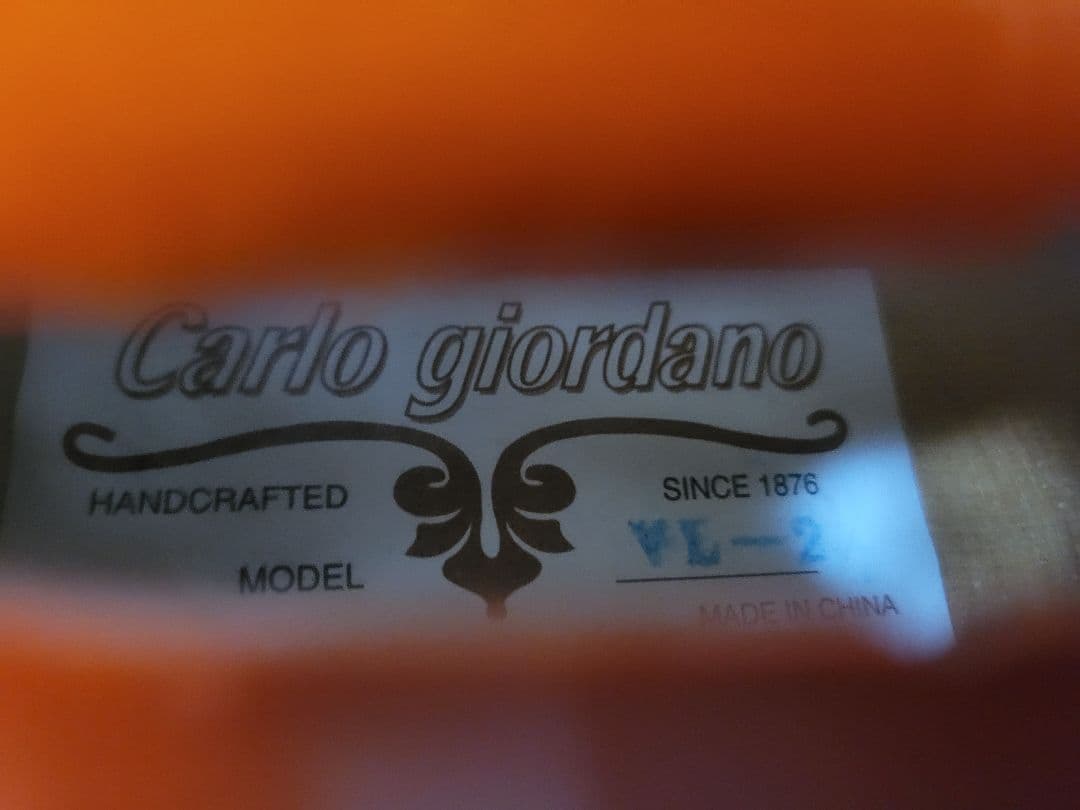 Carlo giordano
HANDCRAFTED
SINCE 1876
MODEL
VL-2
MADE IN CHINA